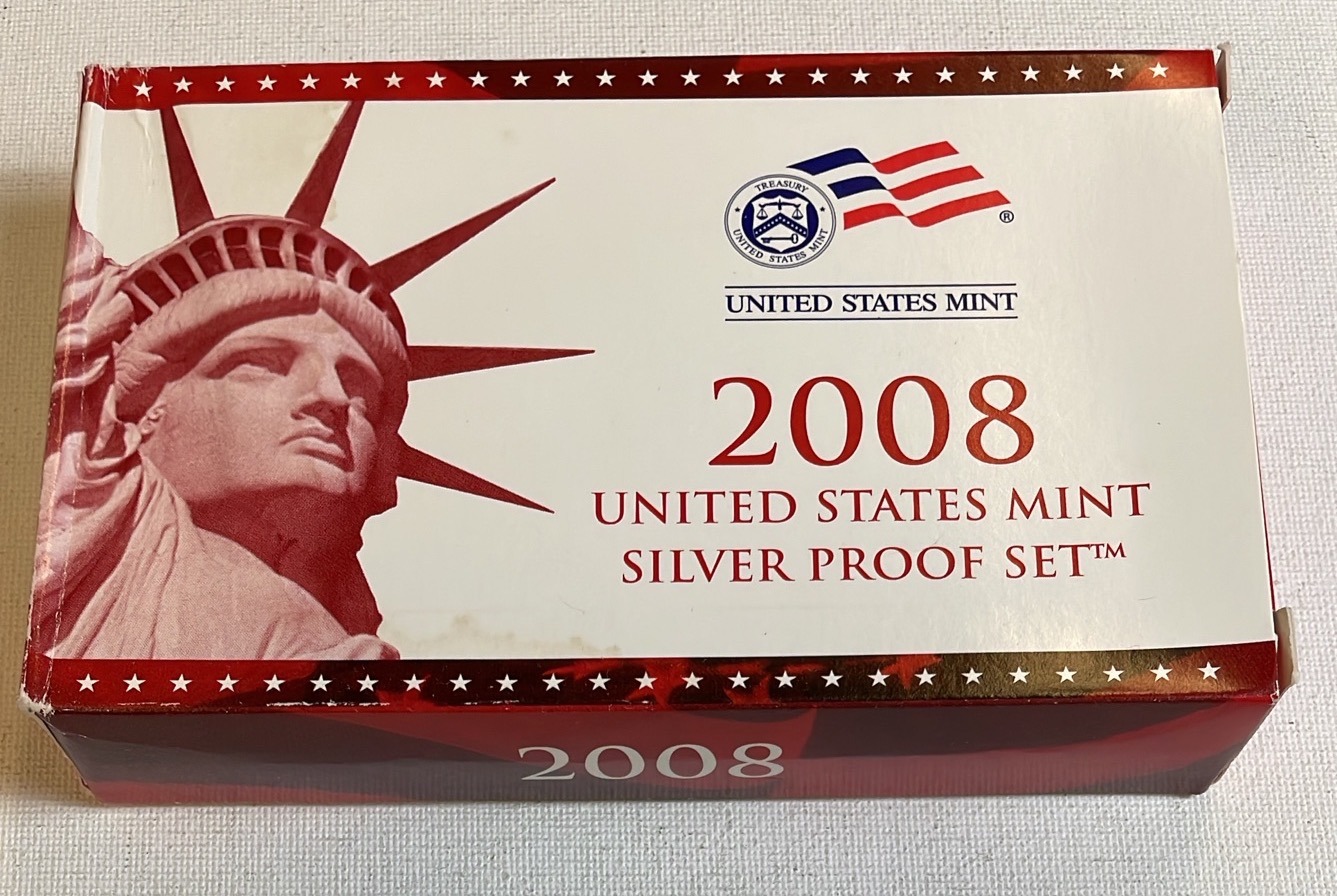 TREASURY
UNITED STATES MINT
®
UNITED STATES MINT
2008
UNITED STATES MINT
SILVER PROOF SET™
2008